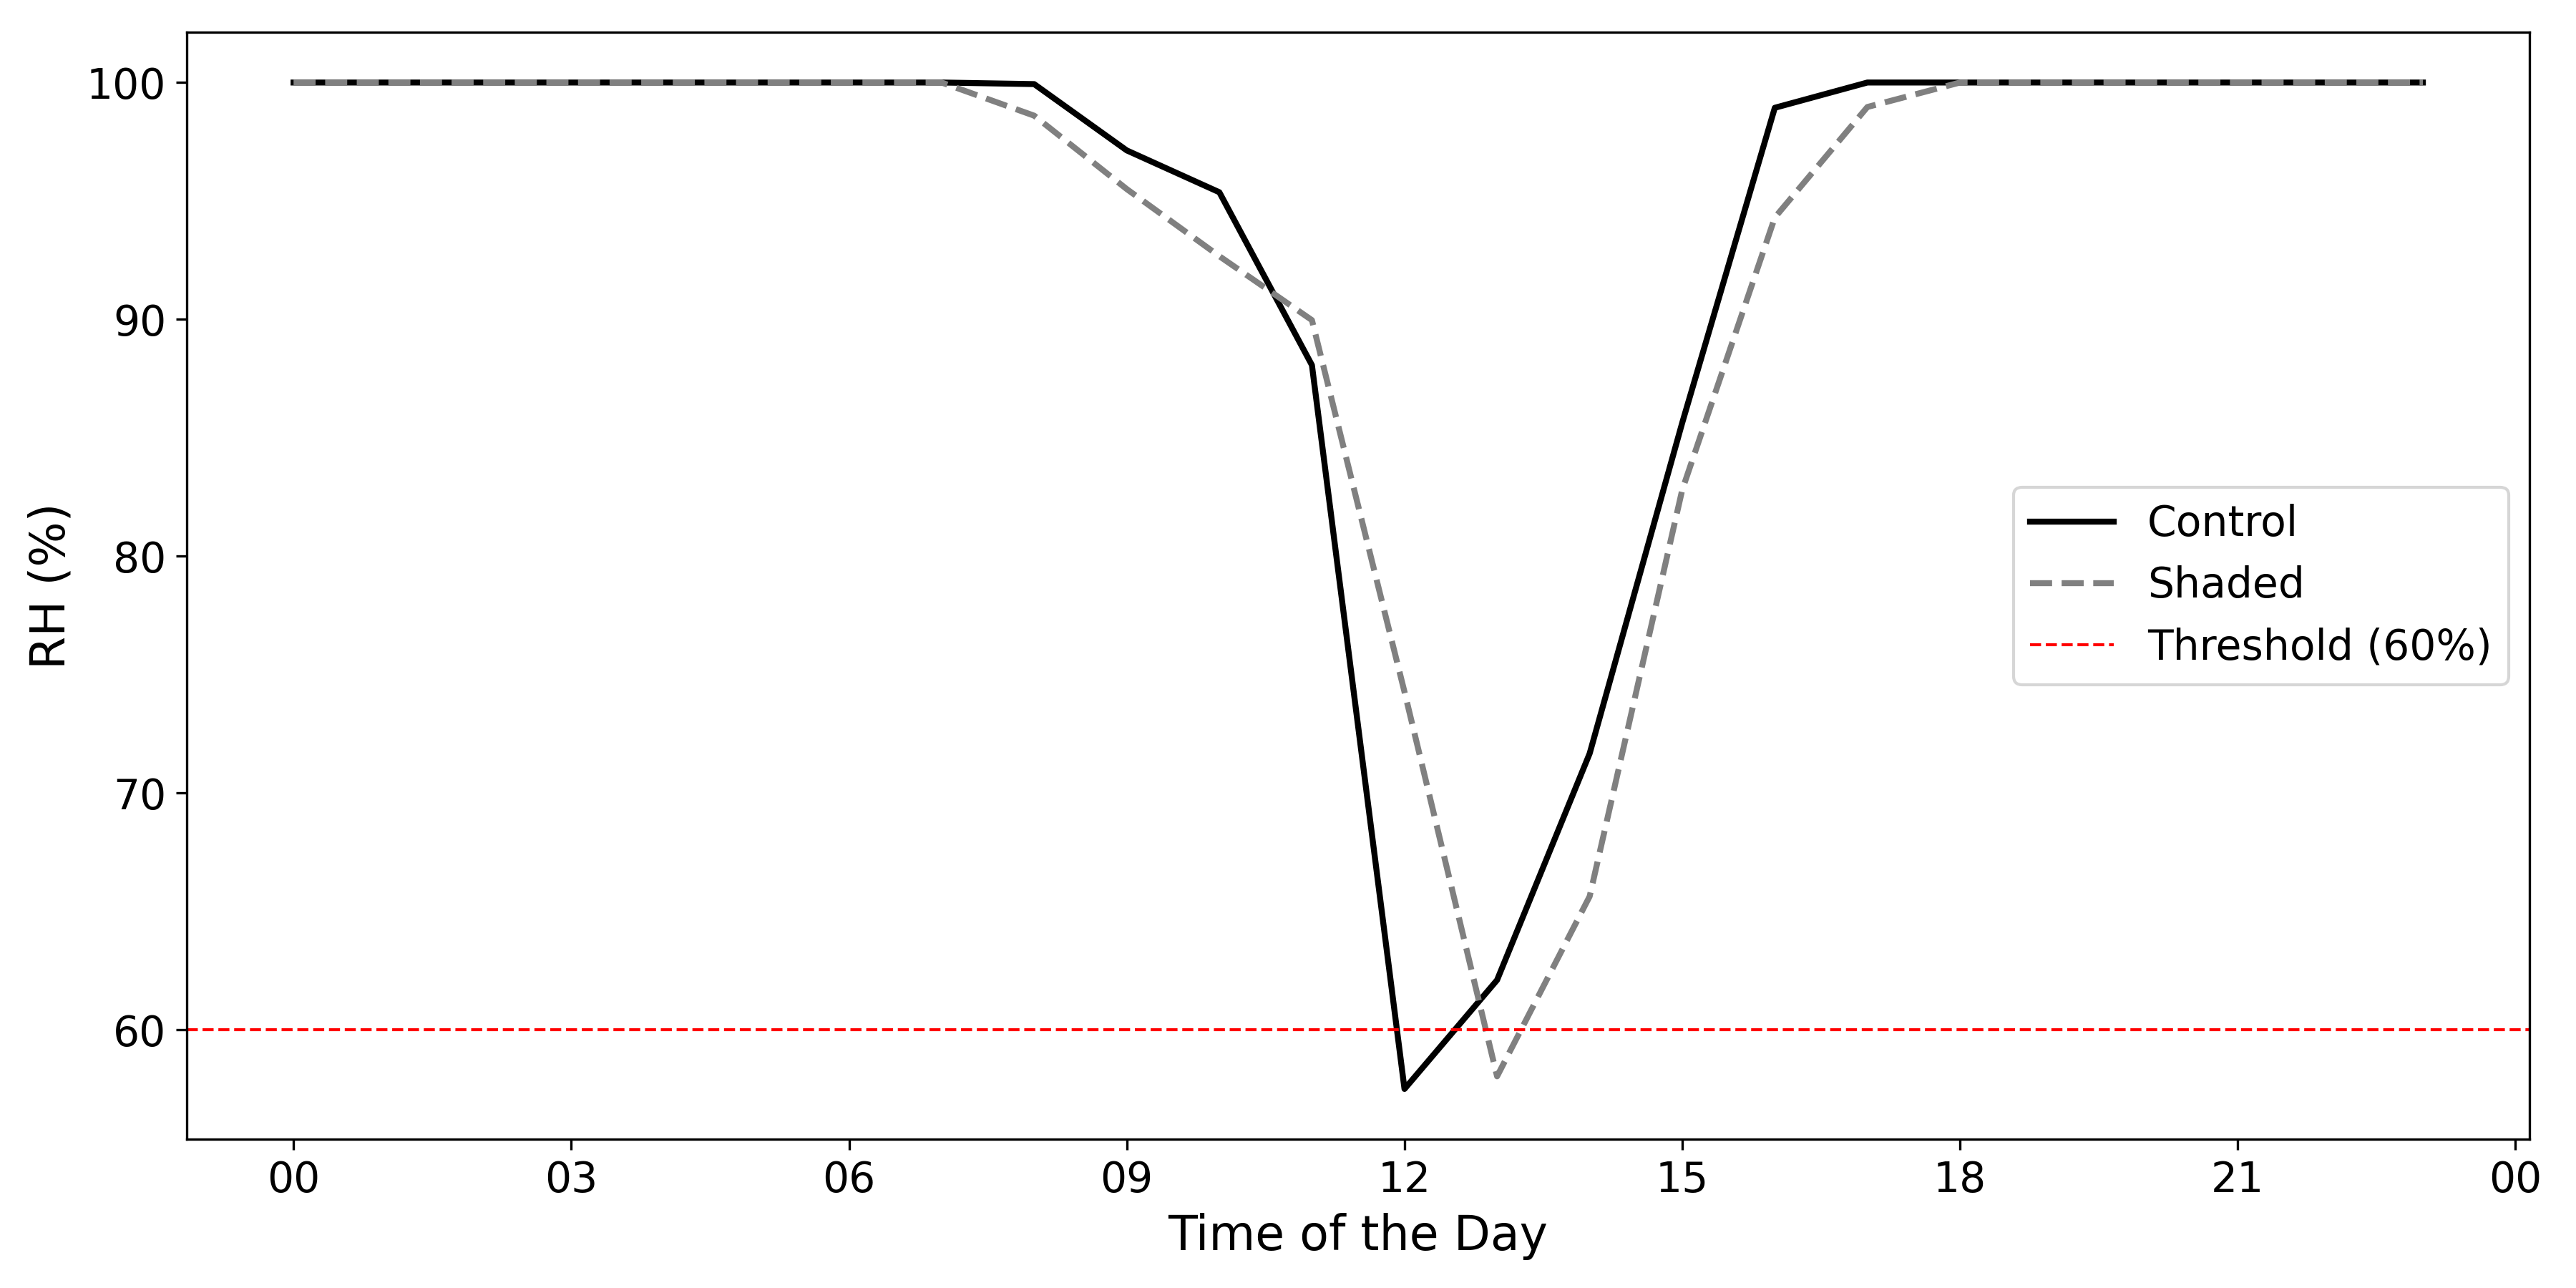 100
90
80
70
60
RH (%)
Control
Shaded
Threshold (60%)
00 03 06 09 12 15 18 21 00
Time of the Day